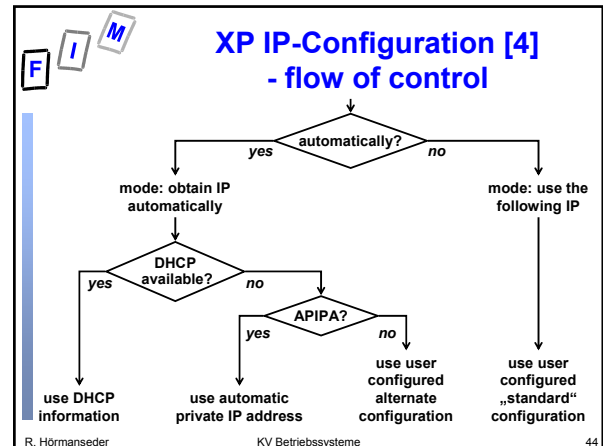 F I M
XP IP-Configuration [4]
- flow of control
automatically?
yes
no
mode: obtain IP
automatically
mode: use the
following IP
DHCP
available?
yes
no
APIPA?
yes
no
use DHCP
information
use automatic
private IP address
use user
configured
alternate
configuration
use user
configured
„standard“
configuration
R. Hörmanseder
KV Betriebssysteme
44